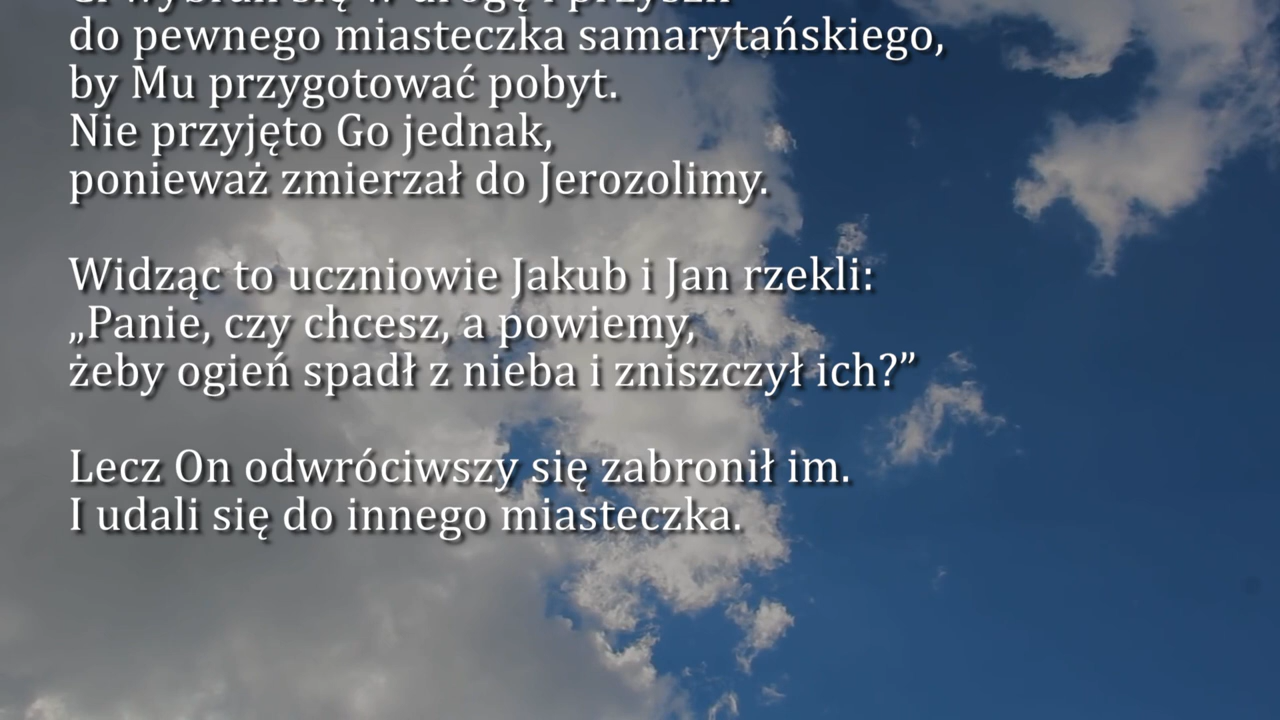 do pewnego miasteczka samarytańskiego,
by Mu przygotować pobyt.
Nie przyjęto Go jednak,
ponieważ zmierzał do Jerozolimy.
Widząc to uczniowie Jakub i Jan rzekli:
„Panie, czy chcesz, a powiemy,
żeby ogień spadł z nieba i zniszczył ich?”
Lecz On odwróciwszy się zabronił im.
I udali się do innego miasteczka.